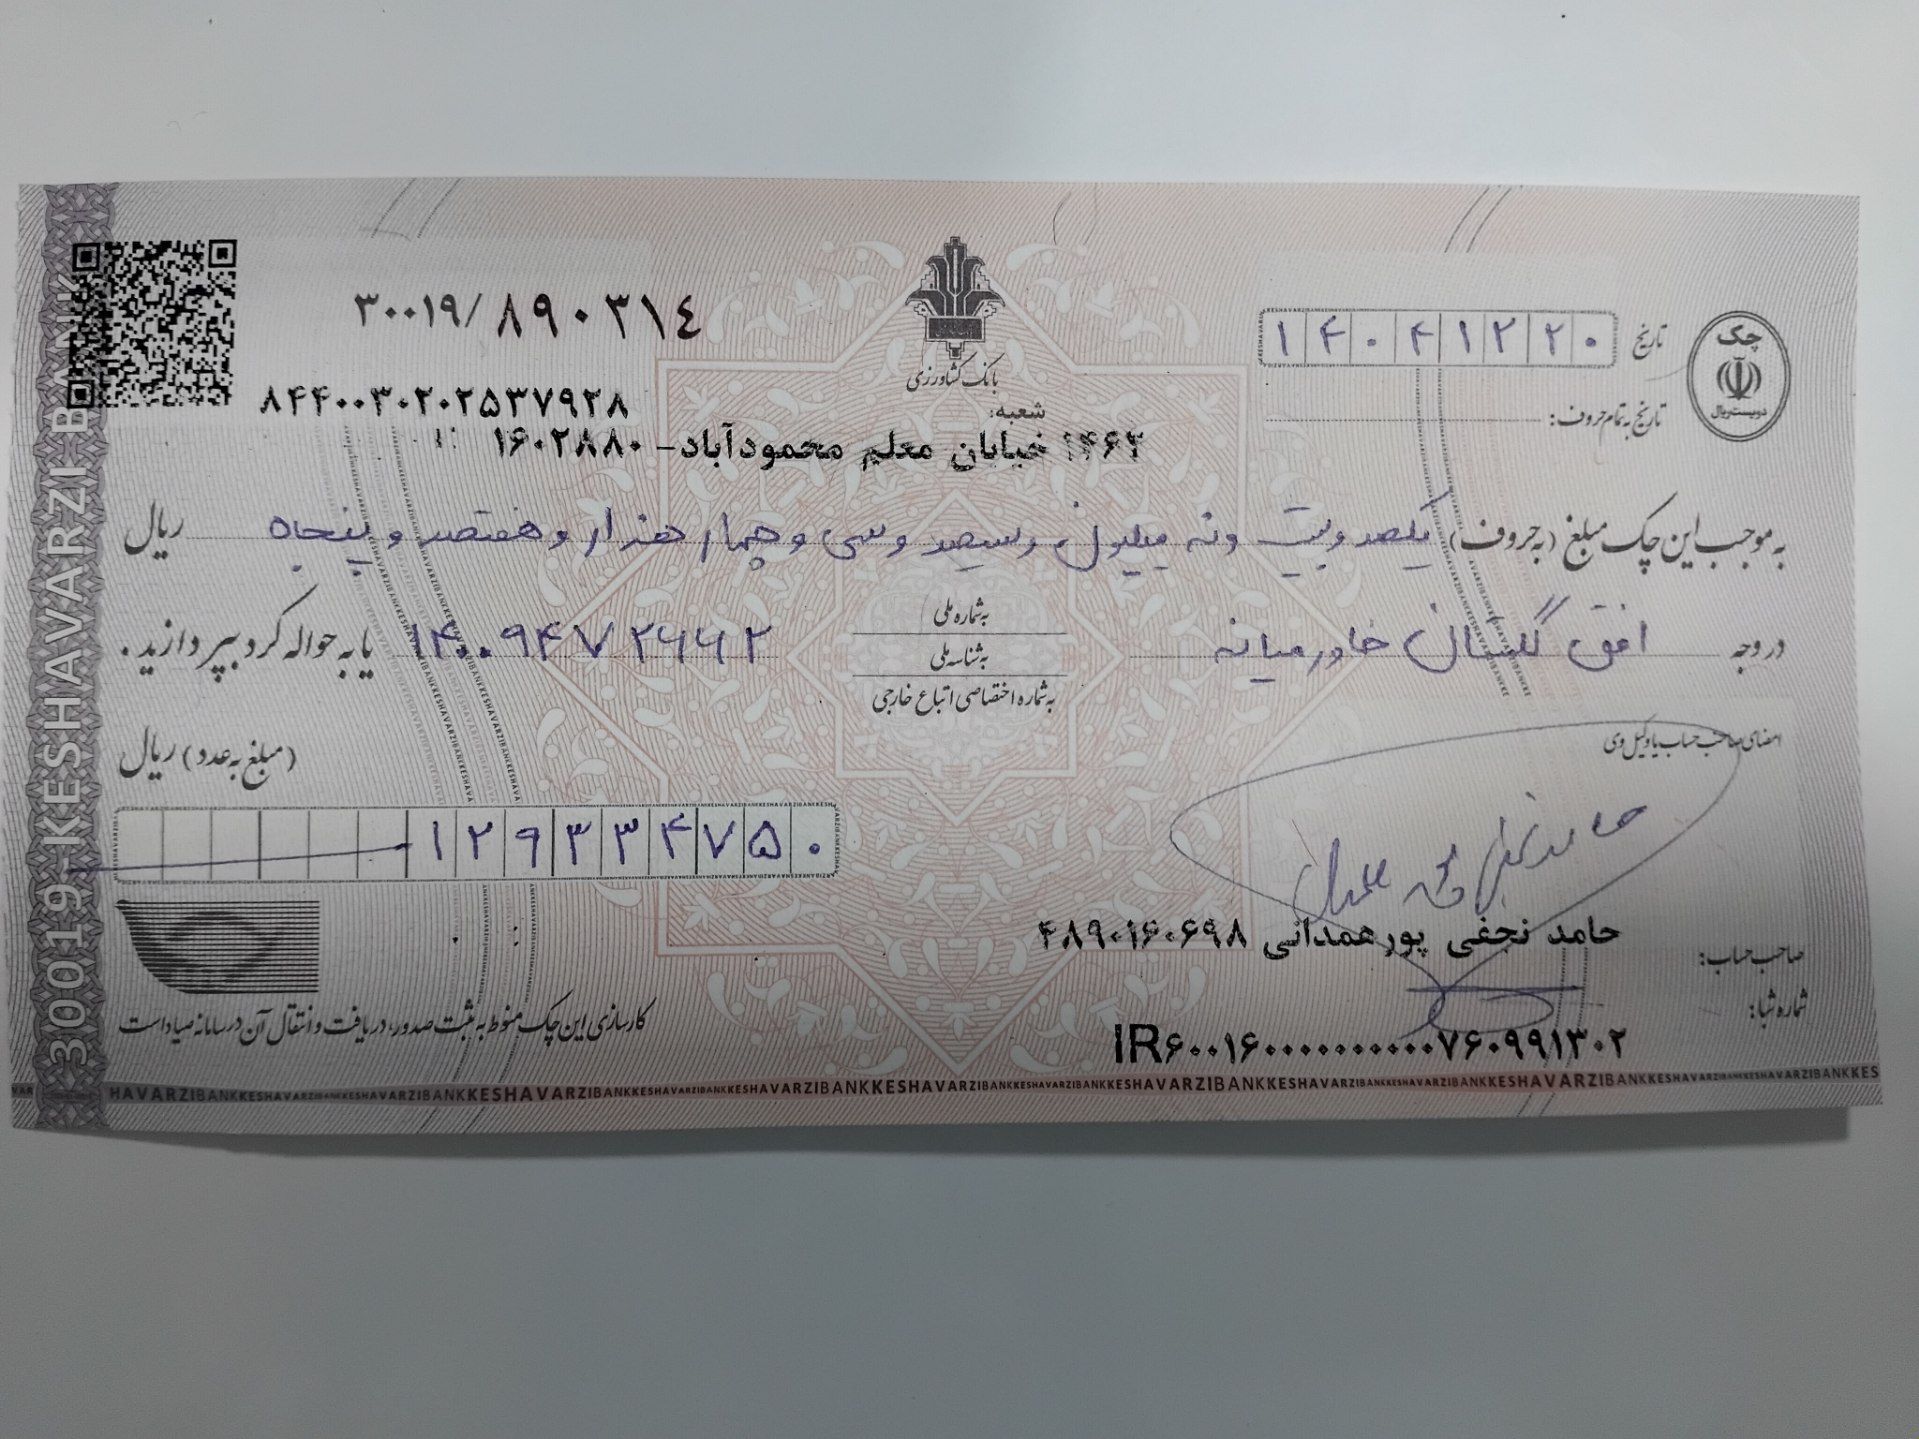 ۳۰۰۱۹/۸۹۰۳۱٤
۸۴۴۰۰۳۰۲۰۲۵۳۷۹۲۸
بانک کشاورزی
شعبه:
۱۴۶۲ خیابان معلم محمودآباد- ۱۶۰۲۸۸۰
تاریخ ۱۴۰۴۱۲۲۰
تاریخ به تمام حروف:
چک
دویست ریال
به موجب این چک مبلغ (به حروف) یکصد و بیست و نه میلیون و سیصد و سی و چهار هزار و هفتصد و پنجاه ریال
در وجه افق گلستان خاورمیانه
به شماره ملی
به شناسه ملی
به شماره اختصاصی اتباع خارجی
۱۴۰۰۹۴۷۲۶۶۲ یا به حواله کرد بپردازید.
امضای صاحب حساب یا وکیل وی
(مبلغ به عدد) ریال
۱۲۹۳۳۴۷۵۰
صاحب حساب: حامد نجفی پورهمدانی ۴۸۹۰۱۶۰۶۹۸
شماره شبا: IR۶۰۰۱۶۰۰۰۰۰۰۰۰۰۰۰۷۶۰۹۹۱۳۰۲
کارسازی این چک منوط به ثبت صدور، دریافت و انتقال آن در سامانه صیاد است
30019 KESHAVARZI BANK
HAVARZIBANKKESHAVARZIBANKKESHAVARZIBANKKESHAVARZIBANK